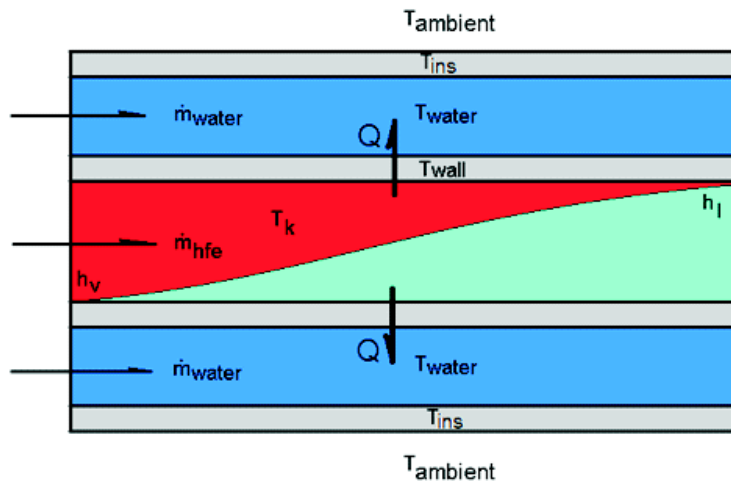 Tambient
Tins
ṁwater Twater
Q
Twall
Tk
hl
ṁhfe
hv
Q
ṁwater Twater
Tins
Tambient